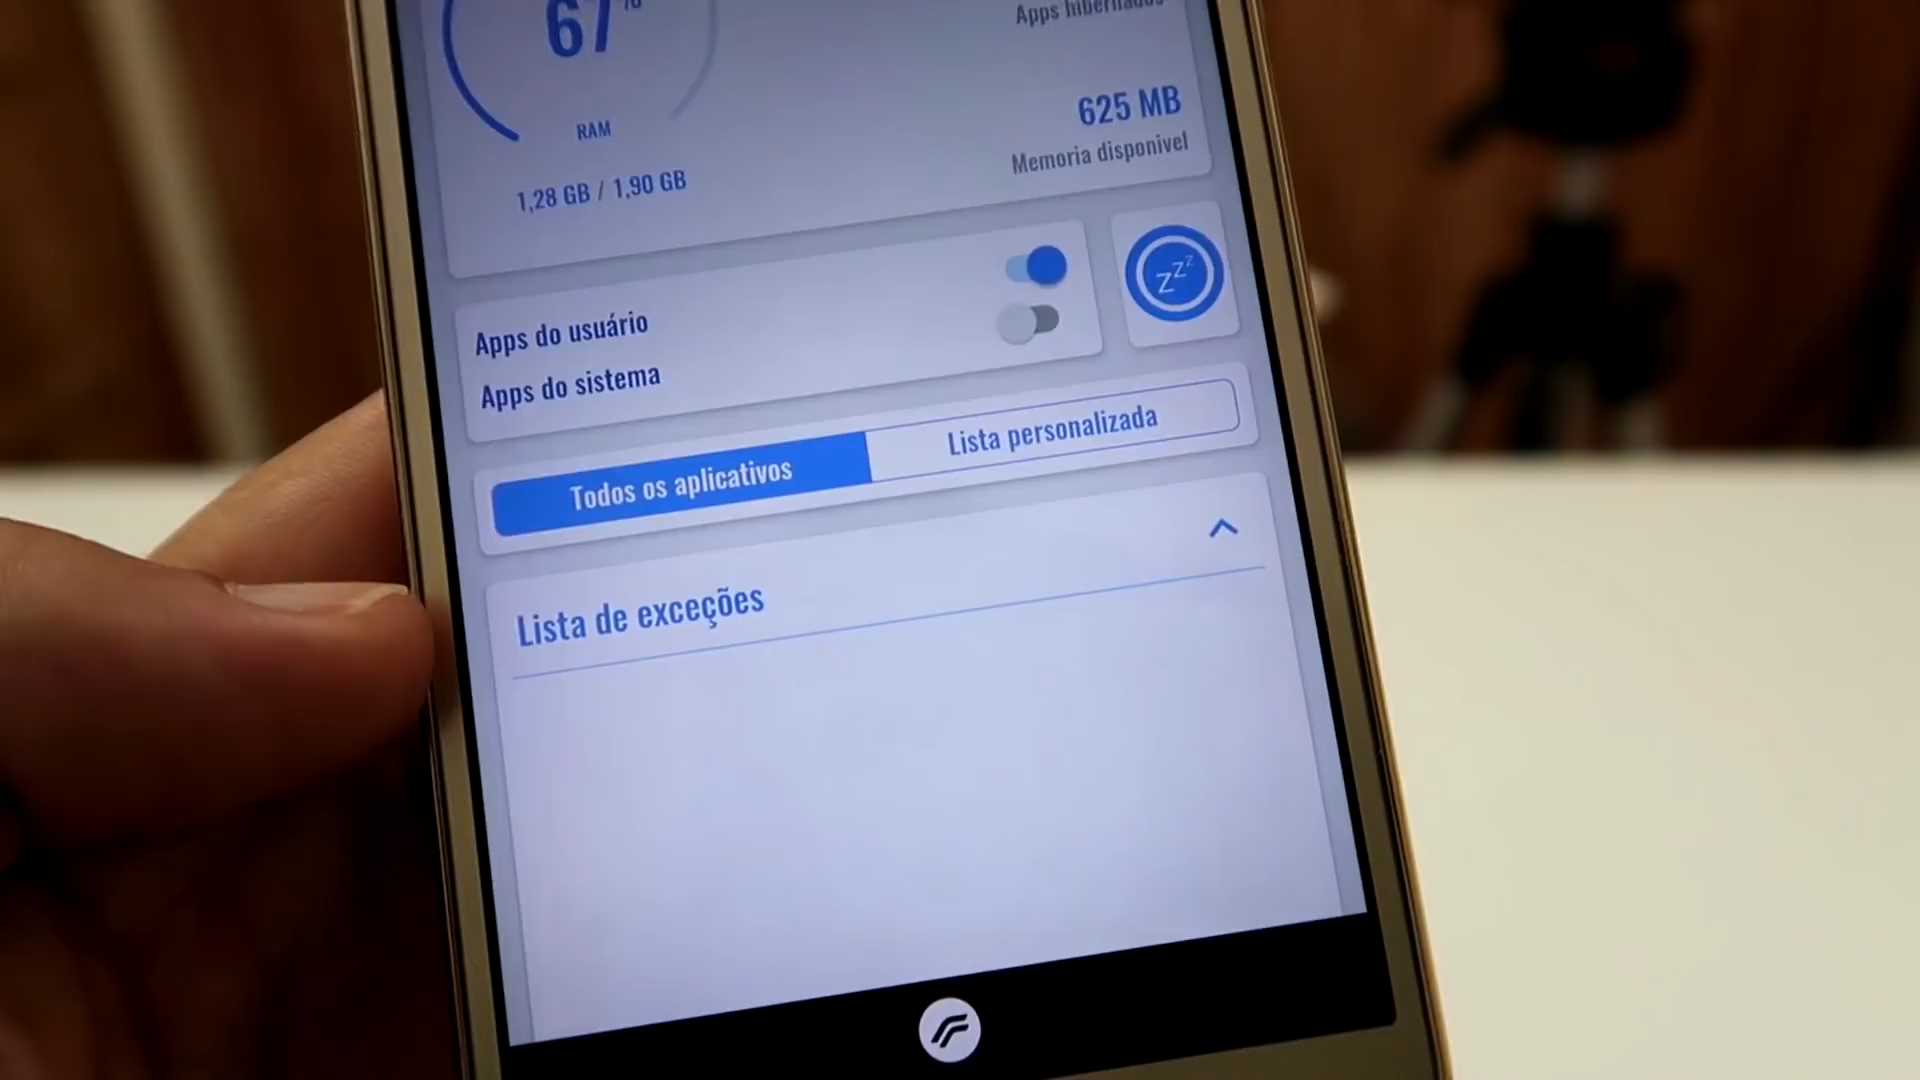 67%
Apps hibernados
RAM
625 MB
Memoria disponivel
1,28 GB / 1,90 GB
Apps do usuário
Apps do sistema
zzz
Todos os aplicativos
Lista personalizada
Lista de exceções